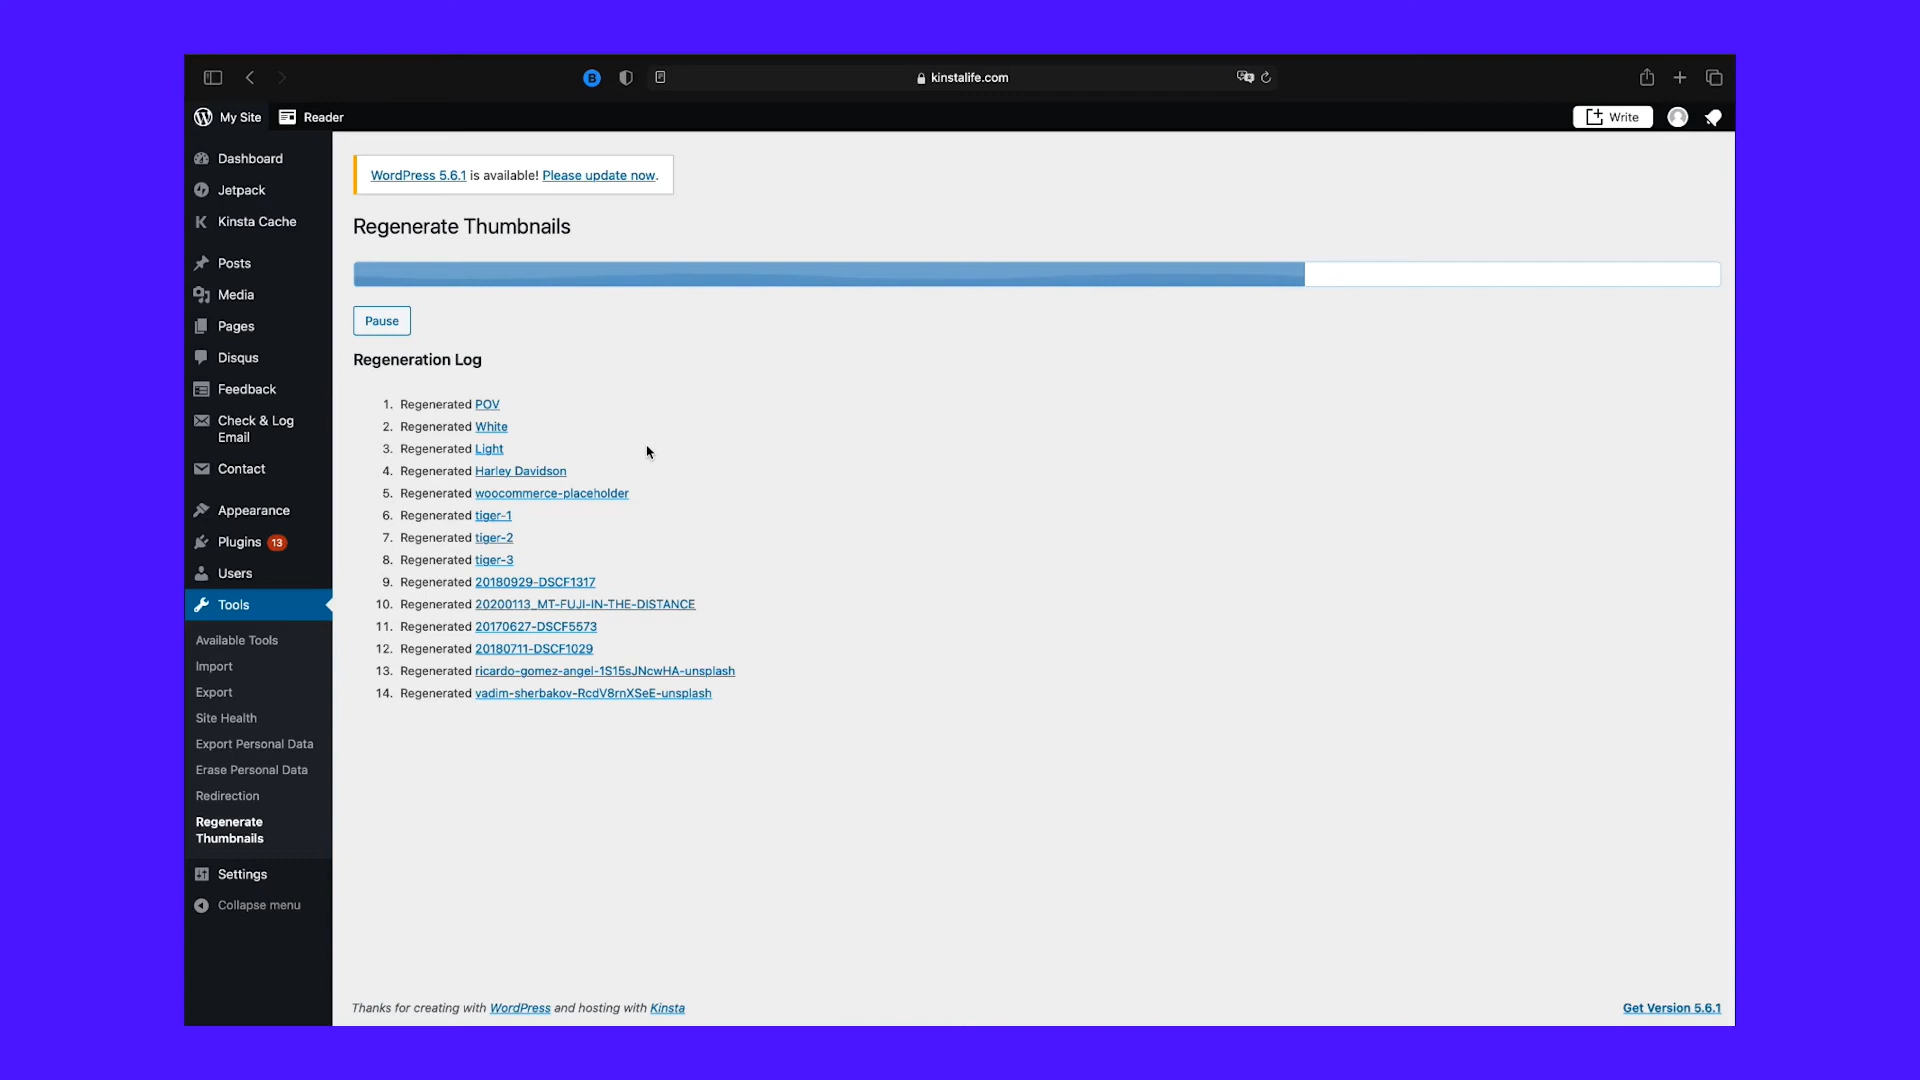 B
kinstalife.com
My Site
Reader
Write
Dashboard
Jetpack
Kinsta Cache
Posts
Media
Pages
Disqus
Feedback
Check & Log
Email
Contact
Appearance
Plugins 13
Users
Tools
Available Tools
Import
Export
Site Health
Export Personal Data
Erase Personal Data
Redirection
Regenerate
Thumbnails
Settings
Collapse menu
WordPress 5.6.1 is available! Please update now.
Regenerate Thumbnails
Pause
Regeneration Log
1. Regenerated POV
2. Regenerated White
3. Regenerated Light
4. Regenerated Harley Davidson
5. Regenerated woocommerce-placeholder
6. Regenerated tiger-1
7. Regenerated tiger-2
8. Regenerated tiger-3
9. Regenerated 20180929-DSCF1317
10. Regenerated 20200113_MT-FUJI-IN-THE-DISTANCE
11. Regenerated 20170627-DSCF5573
12. Regenerated 20180711-DSCF1029
13. Regenerated ricardo-gomez-angel-1S15sJNcwHA-unsplash
14. Regenerated vadim-sherbakov-RcdV8rnXSeE-unsplash
Thanks for creating with WordPress and hosting with Kinsta
Get Version 5.6.1